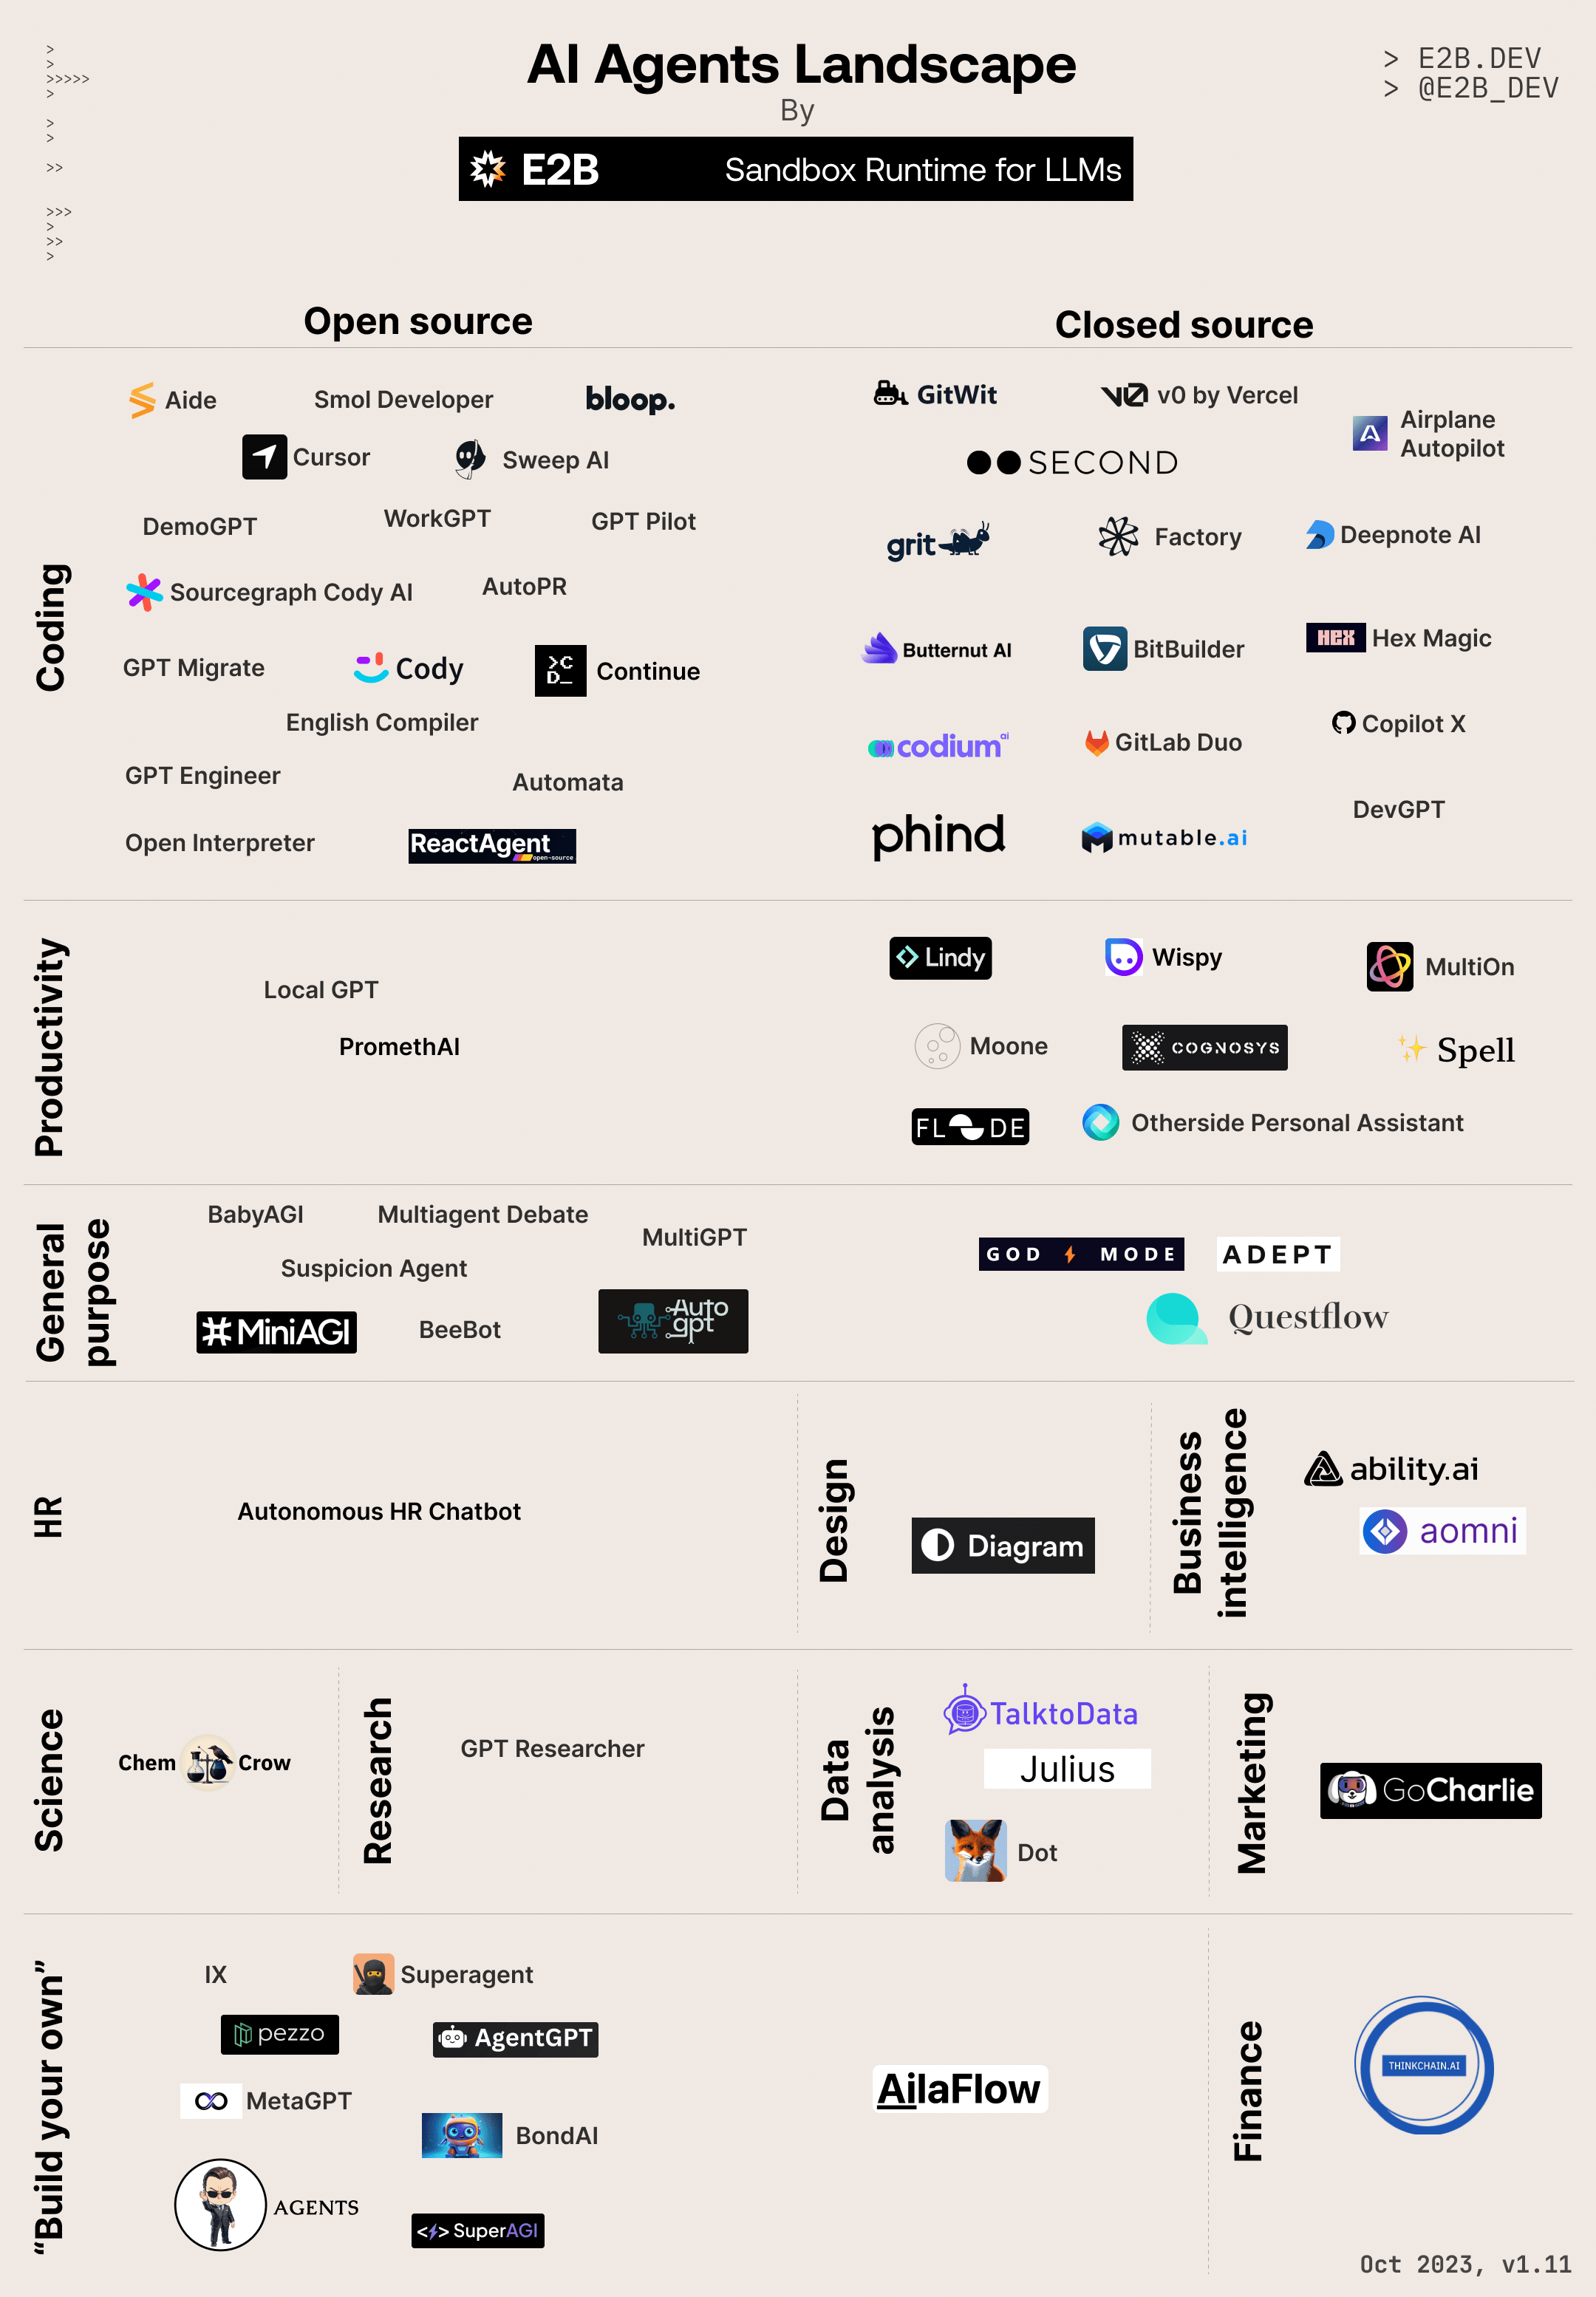 >
>
>>>>>
>
>
>
>>
>>>
>
>>
>
AI Agents Landscape
By
E2B Sandbox Runtime for LLMs
> E2B.DEV
> @E2B_DEV
Open source
Closed source
Coding
Aide
Smol Developer
bloop.
Cursor
Sweep AI
DemoGPT
WorkGPT
GPT Pilot
Sourcegraph Cody AI
AutoPR
GPT Migrate
Cody
>C
D_
Continue
English Compiler
GPT Engineer
Automata
Open Interpreter
ReactAgent
open-source
GitWit
v0 by Vercel
Airplane
Autopilot
SECOND
grit
Factory
Deepnote AI
Butternut AI
BitBuilder
HEX Hex Magic
codium ai
GitLab Duo
Copilot X
DevGPT
phind
mutable.ai
Productivity
Local GPT
PromethAI
Lindy
Wispy
MultiOn
Moone
COGNOSYS
Spell
FLODE
Otherside Personal Assistant
General
purpose
BabyAGI
Multiagent Debate
MultiGPT
Suspicion Agent
MiniAGI
BeeBot
Auto
gpt
GOD MODE
ADEPT
Questflow
HR
Autonomous HR Chatbot
Design
Diagram
Business
intelligence
ability.ai
aomni
Science
Chem Crow
Research
GPT Researcher
Data
analysis
TalktoData
Julius
Dot
Marketing
GoCharlie
“Build your own”
IX
Superagent
pezzo
AgentGPT
MetaGPT
BondAI
AGENTS
<> SuperAGI
AilaFlow
Finance
THINKCHAIN.AI
Oct 2023, v1.11